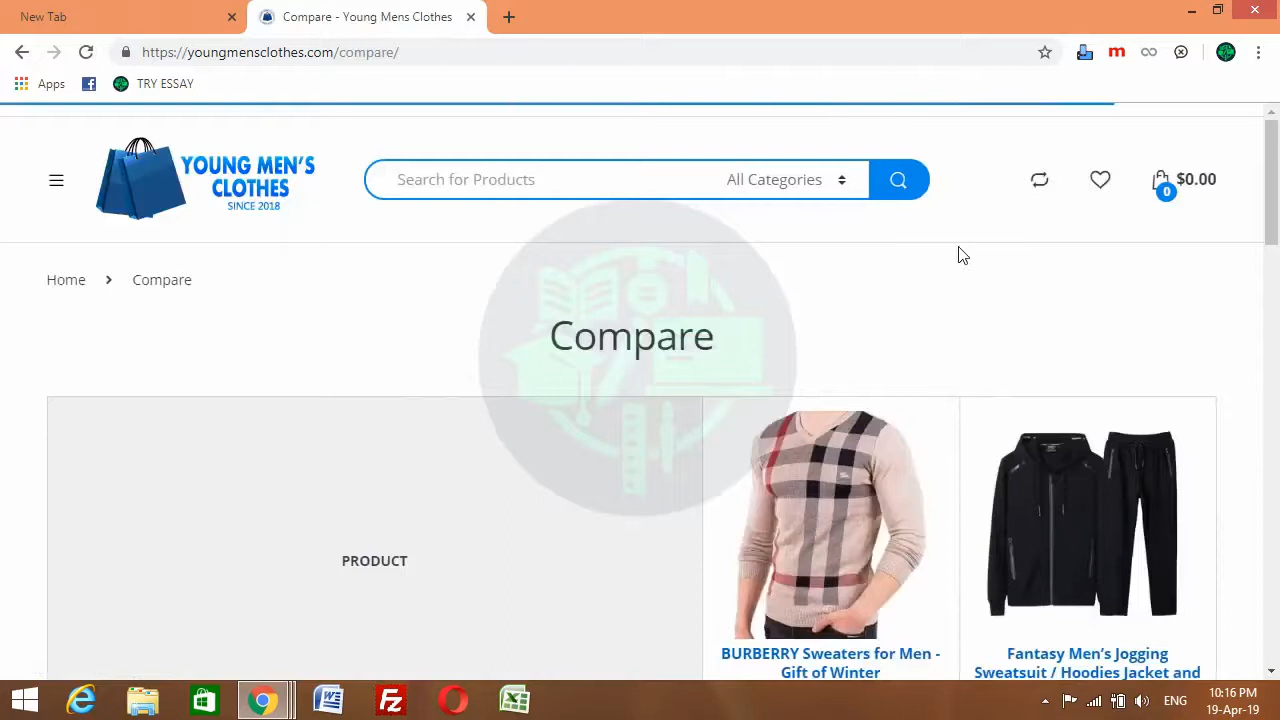 New Tab
Compare - Young Mens Clothes
https://youngmensclothes.com/compare/
m
Apps
TRY ESSAY
YOUNG MEN'S
CLOTHES
SINCE 2018
Search for Products
All Categories
$0.00
0
Home
Compare
Compare
PRODUCT
BURBERRY Sweaters for Men -
Gift of Winter
Fantasy Men’s Jogging
Sweatsuit / Hoodies Jacket and
ENG
10:16 PM
19-Apr-19